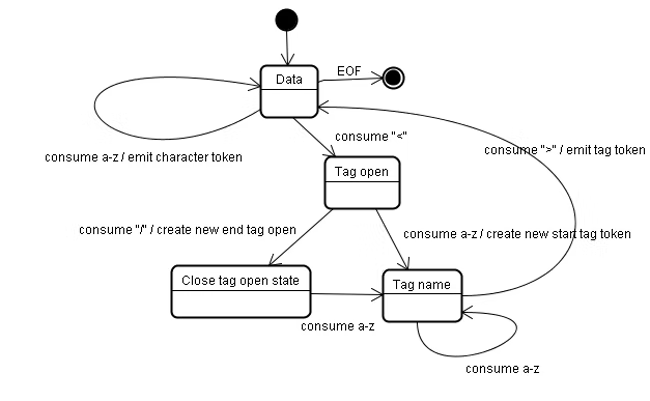 EOF
Data
consume "<"
consume a-z / emit character token
consume ">" / emit tag token
Tag open
consume "/" / create new end tag open
consume a-z / create new start tag token
Close tag open state
Tag name
consume a-z
consume a-z